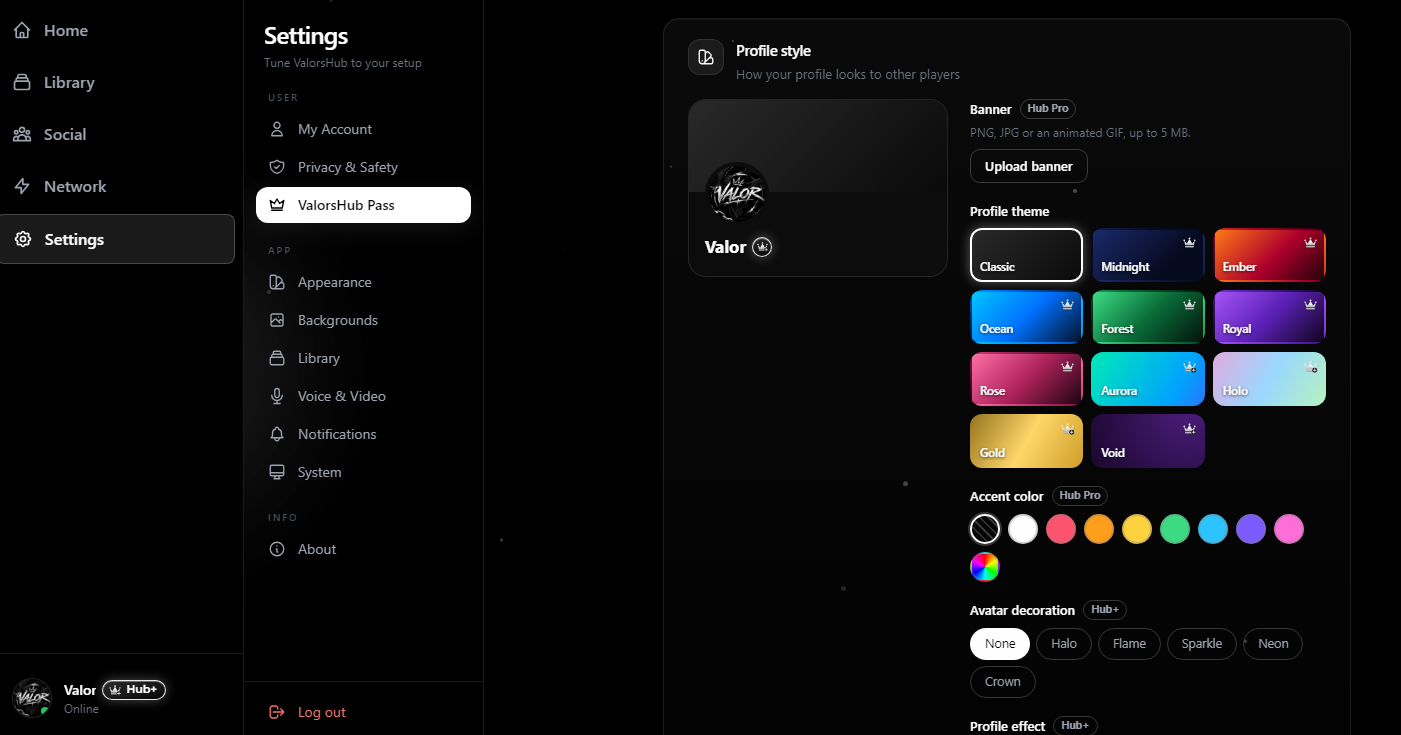 Home
Library
Social
Network
Settings
Valor Hub+
Online
Settings
Tune ValorsHub to your setup
USER
My Account
Privacy & Safety
ValorsHub Pass
APP
Appearance
Backgrounds
Library
Voice & Video
Notifications
System
INFO
About
Log out
Profile style
How your profile looks to other players
VALOR
Valor
Banner Hub Pro
PNG, JPG or an animated GIF, up to 5 MB.
Upload banner
Profile theme
Classic Midnight Ember
Ocean Forest Royal
Rose Aurora Holo
Gold Void
Accent color Hub Pro
Avatar decoration Hub+
None Halo Flame Sparkle Neon
Crown
Profile effect Hub+